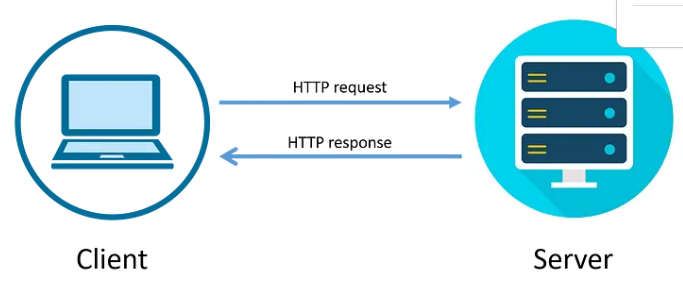 HTTP request
HTTP response
Client
Server